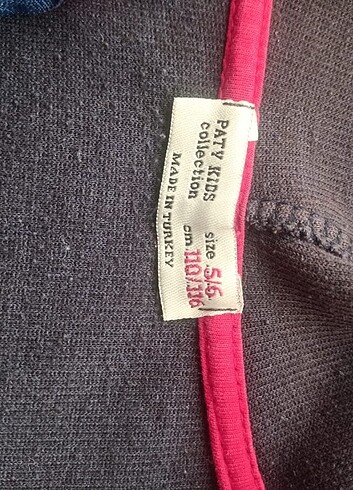 PATY KIDS
collection
MADE IN TURKEY
size 5/6
cm 110/116